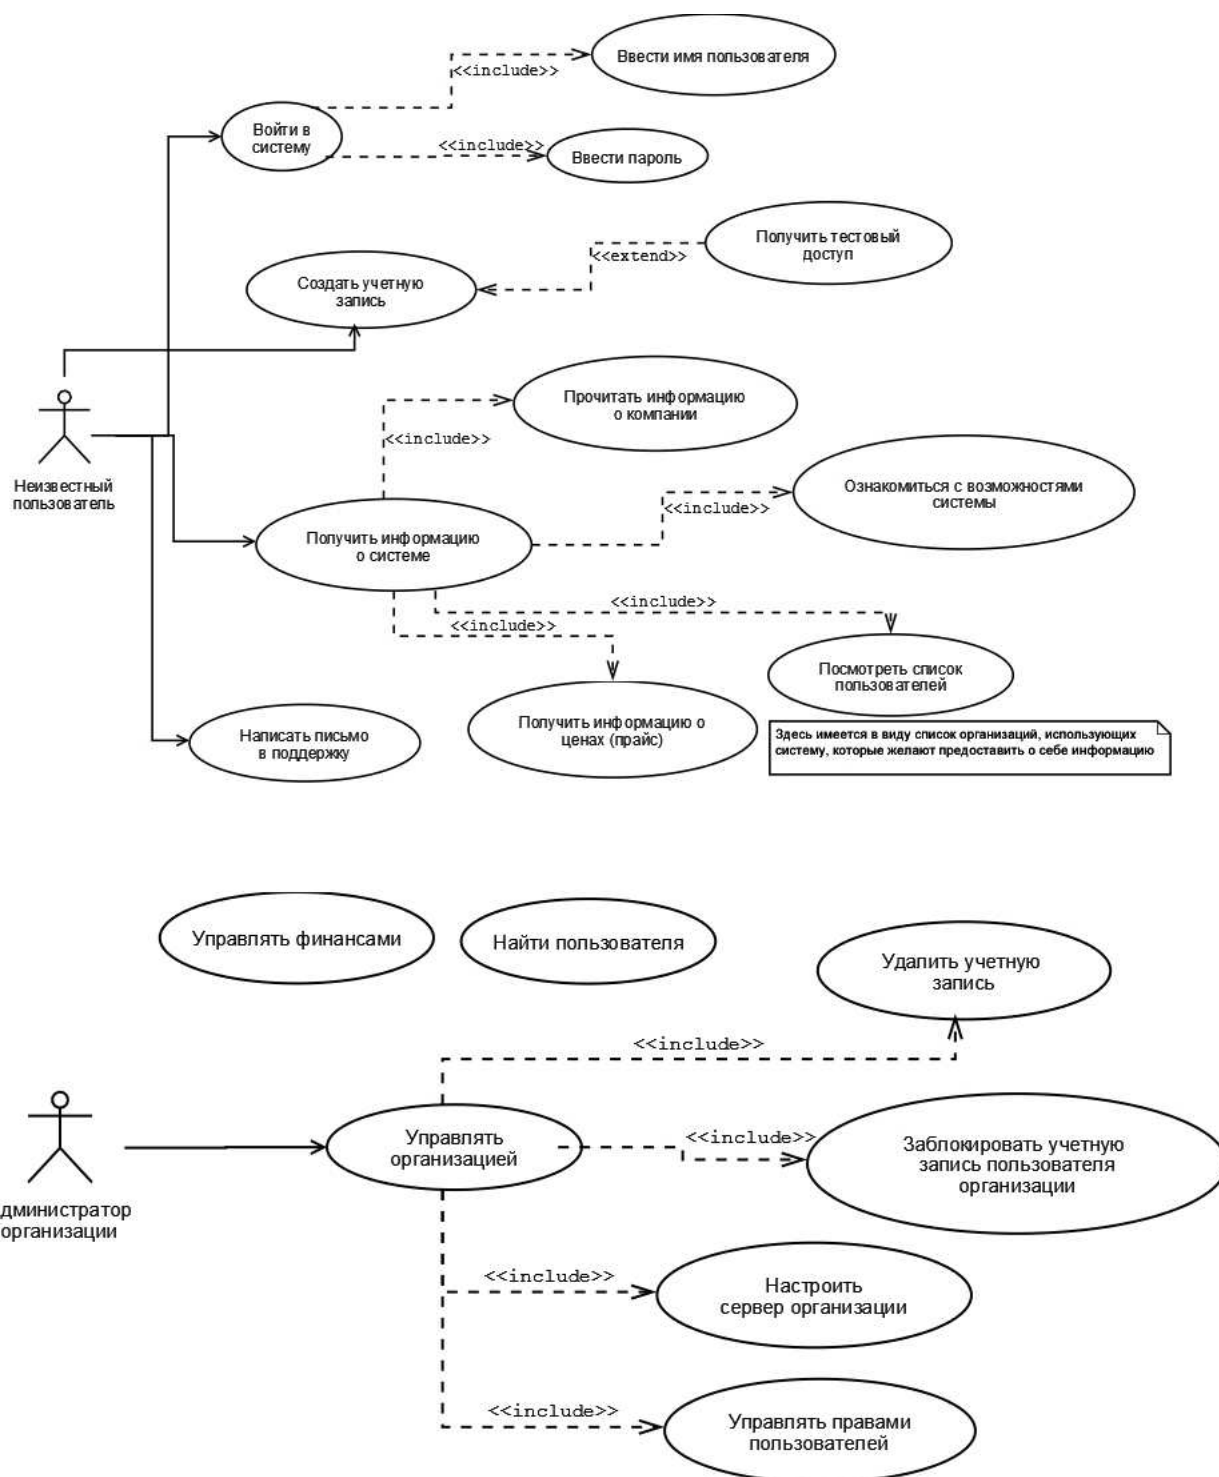 Ввести имя пользователя
<<include>>
Войти в
систему
<<include>>
Ввести пароль
Получить тестовый
доступ
<<extend>>
Создать учетную
запись
Прочитать информацию
о компании
<<include>>
Неизвестный
пользователь
Ознакомиться с возможностями
системы
<<include>>
Получить информацию
о системе
<<include>>
<<include>>
Посмотреть список
пользователей
Написать письмо
в поддержку
Получить информацию о
ценах (прайс)
Здесь имеется в виду список организаций, использующих
систему, которые желают предоставить о себе информацию
Управлять финансами
Найти пользователя
Удалить учетную
запись
<<include>>
Управлять
организацией
<<include>>
Заблокировать учетную
запись пользователя
организации
дминистратор
организации
<<include>>
Настроить
сервер организации
<<include>>
Управлять правами
пользователей